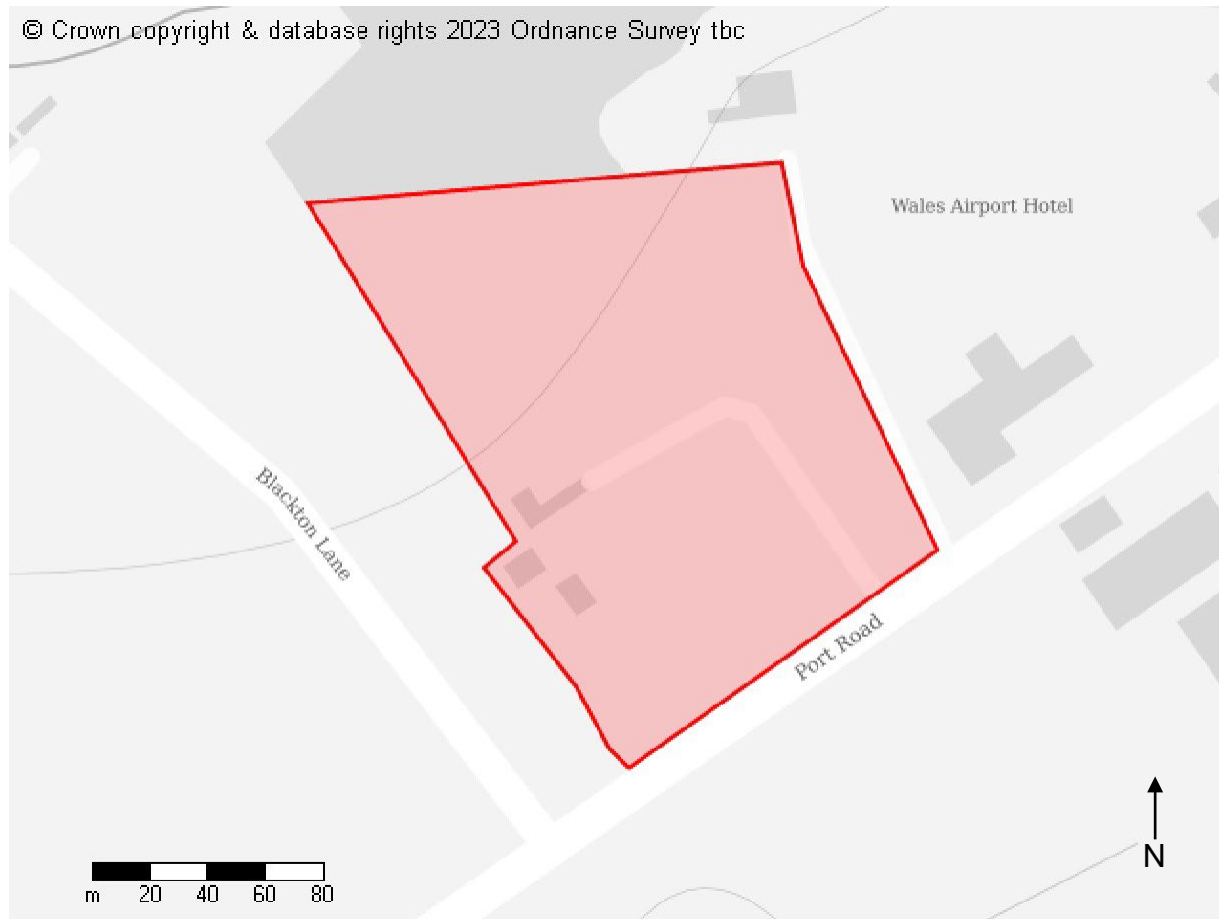 © Crown copyright & database rights 2023 Ordnance Survey tbc
Wales Airport Hotel
Blackton Lane
Port Road
m 20 40 60 80
N